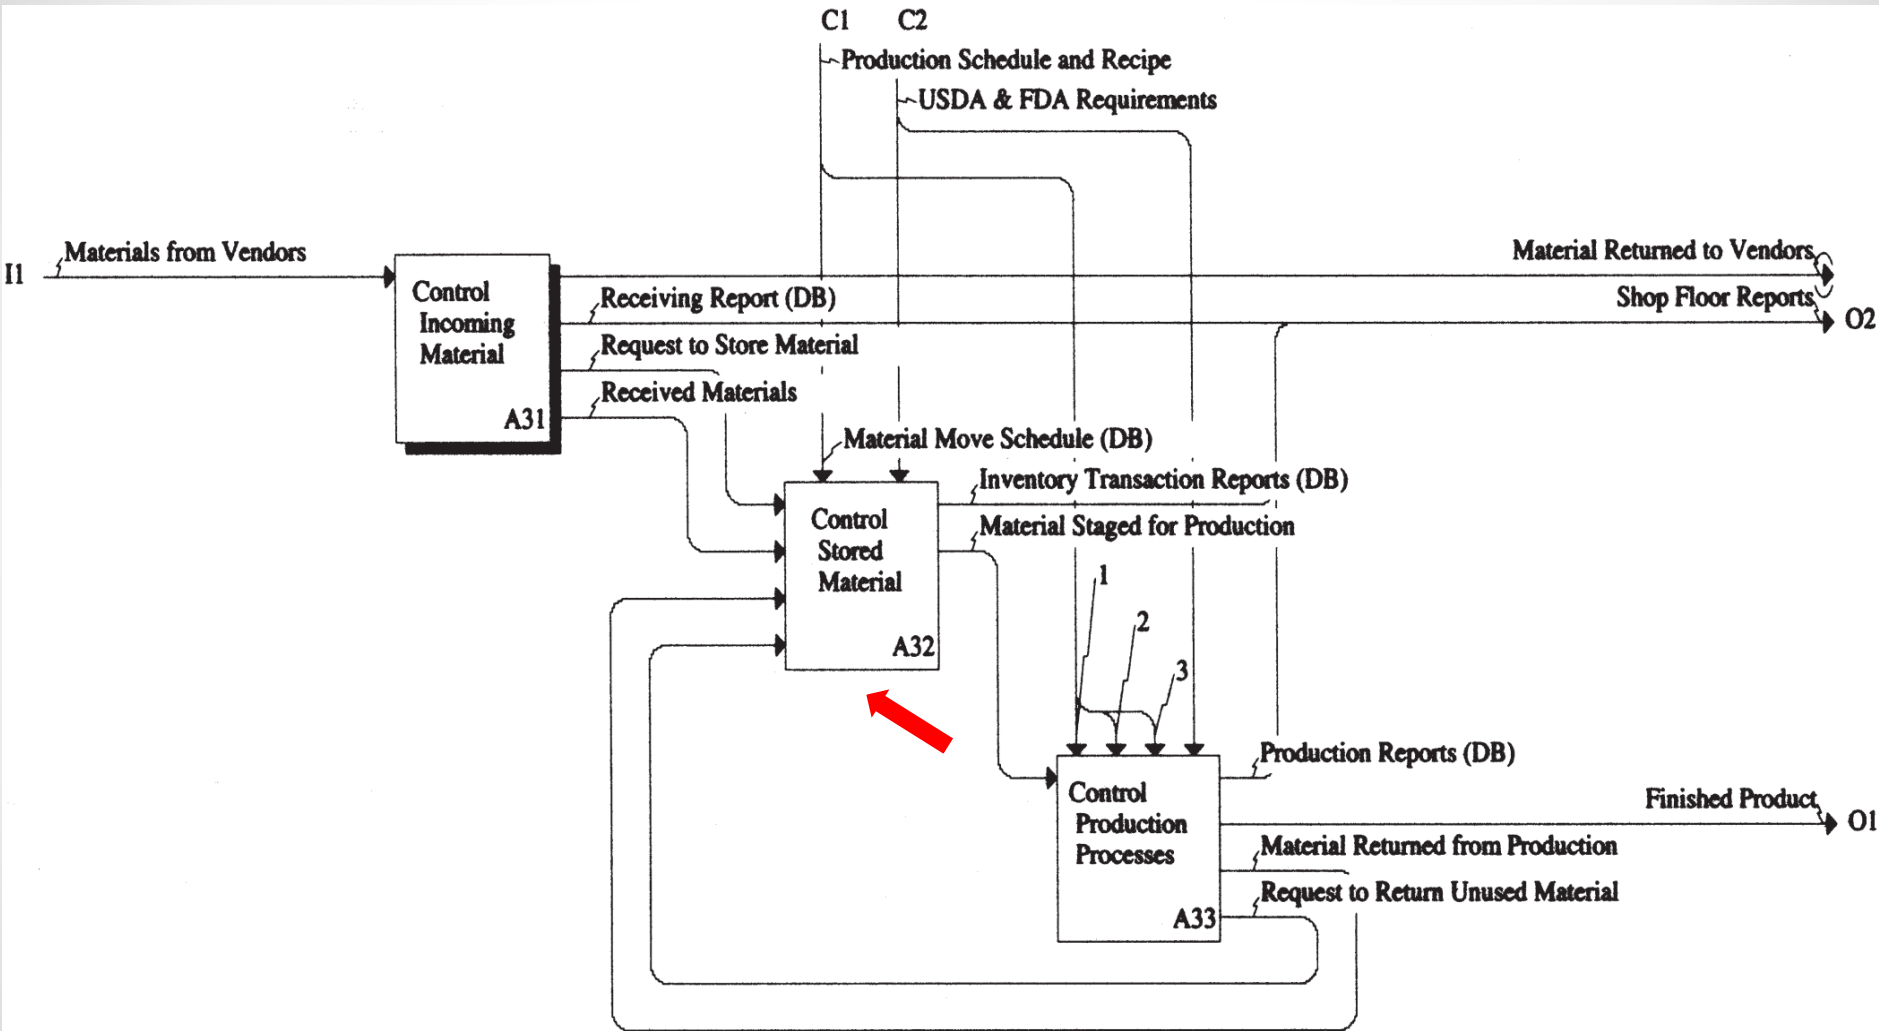 C1 C2
Production Schedule and Recipe
USDA & FDA Requirements
Materials from Vendors
I1
Control
Incoming
Material
A31
Material Returned to Vendors
Receiving Report (DB)
Shop Floor Reports
O2
Request to Store Material
Received Materials
Material Move Schedule (DB)
Control
Stored
Material
A32
Inventory Transaction Reports (DB)
Material Staged for Production
1
2
3
Control
Production
Processes
A33
Production Reports (DB)
Finished Product
O1
Material Returned from Production
Request to Return Unused Material